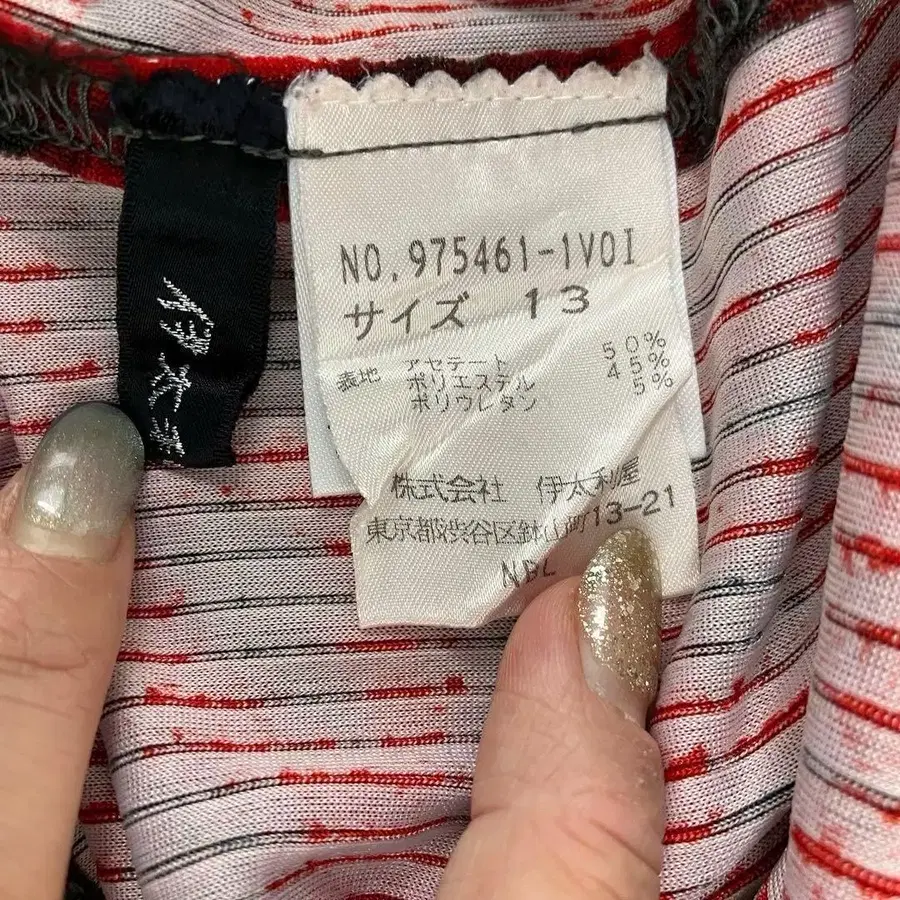 NO.975461-1V0I
サイズ 13
表地 アセテート 50%
ポリエステル 45%
ポリウレタン 5%
株式会社 伊太利屋
東京都渋谷区鉢山町13-21
NBL